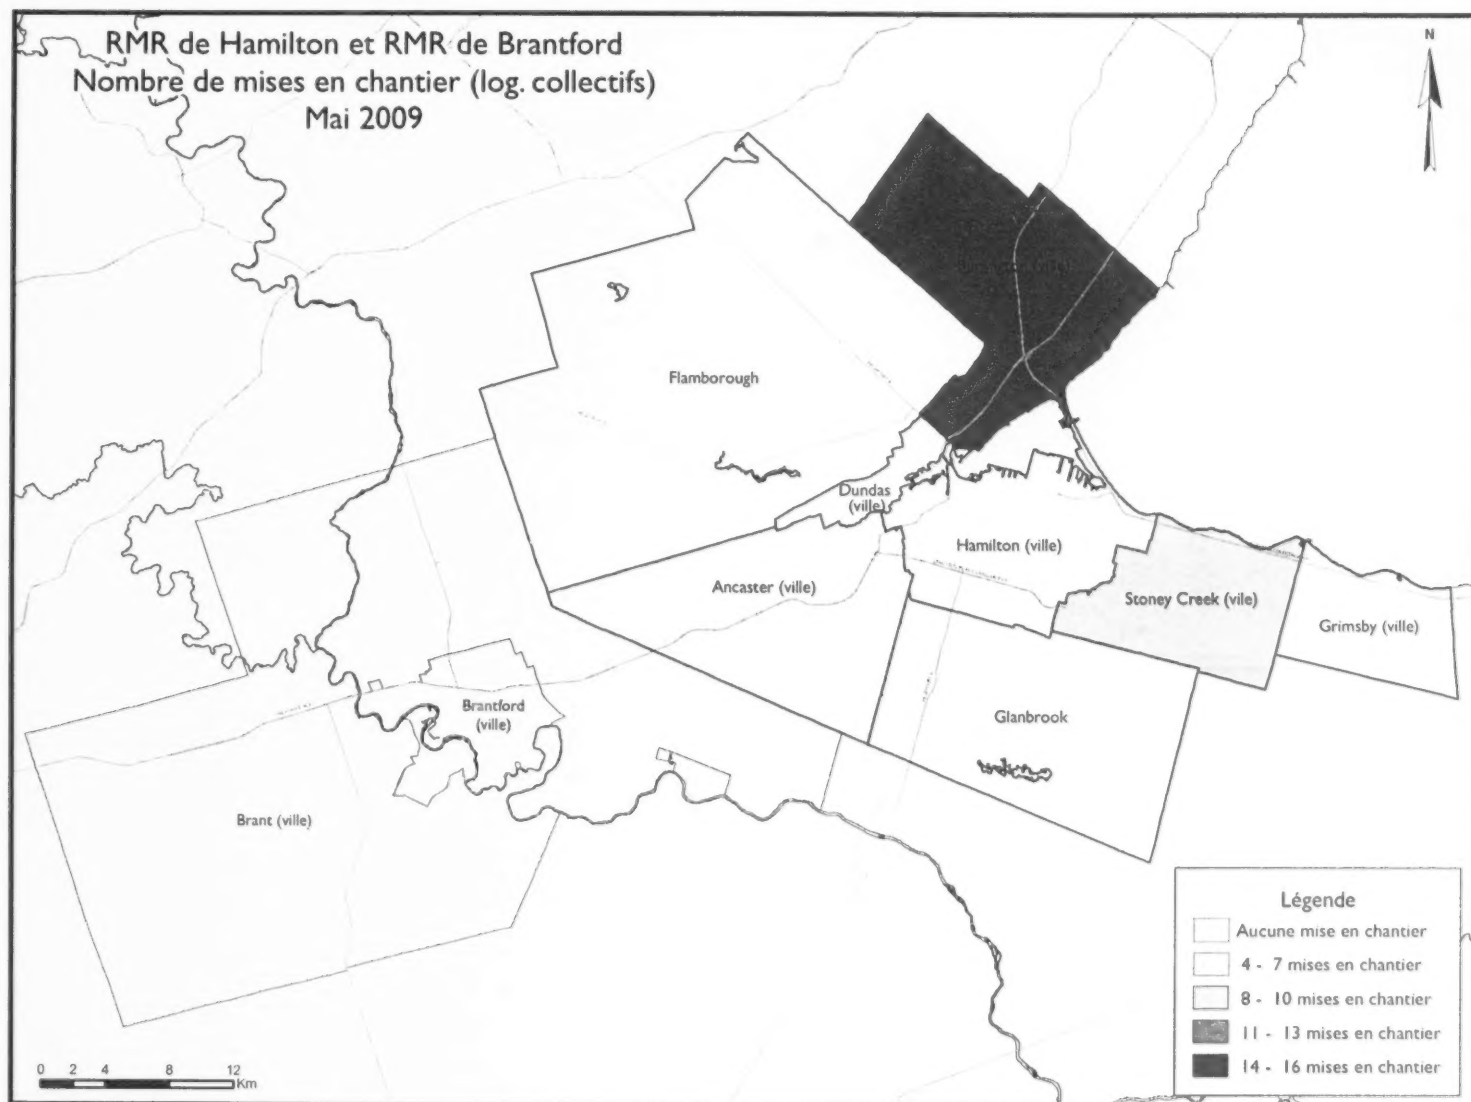 RMR de Hamilton et RMR de Brantford
Nombre de mises en chantier (log. collectifs)
Mai 2009
N
(ville)
Flamborough
Dundas
(ville)
Hamilton (ville)
Ancaster (ville)
Stoney Creek (vile)
Grimsby (ville)
Brantford
(ville)
Glanbrook
Brant (ville)
Légende
Aucune mise en chantier
4 - 7 mises en chantier
8 - 10 mises en chantier
11 - 13 mises en chantier
14 - 16 mises en chantier
0 2 4 8 12
Km